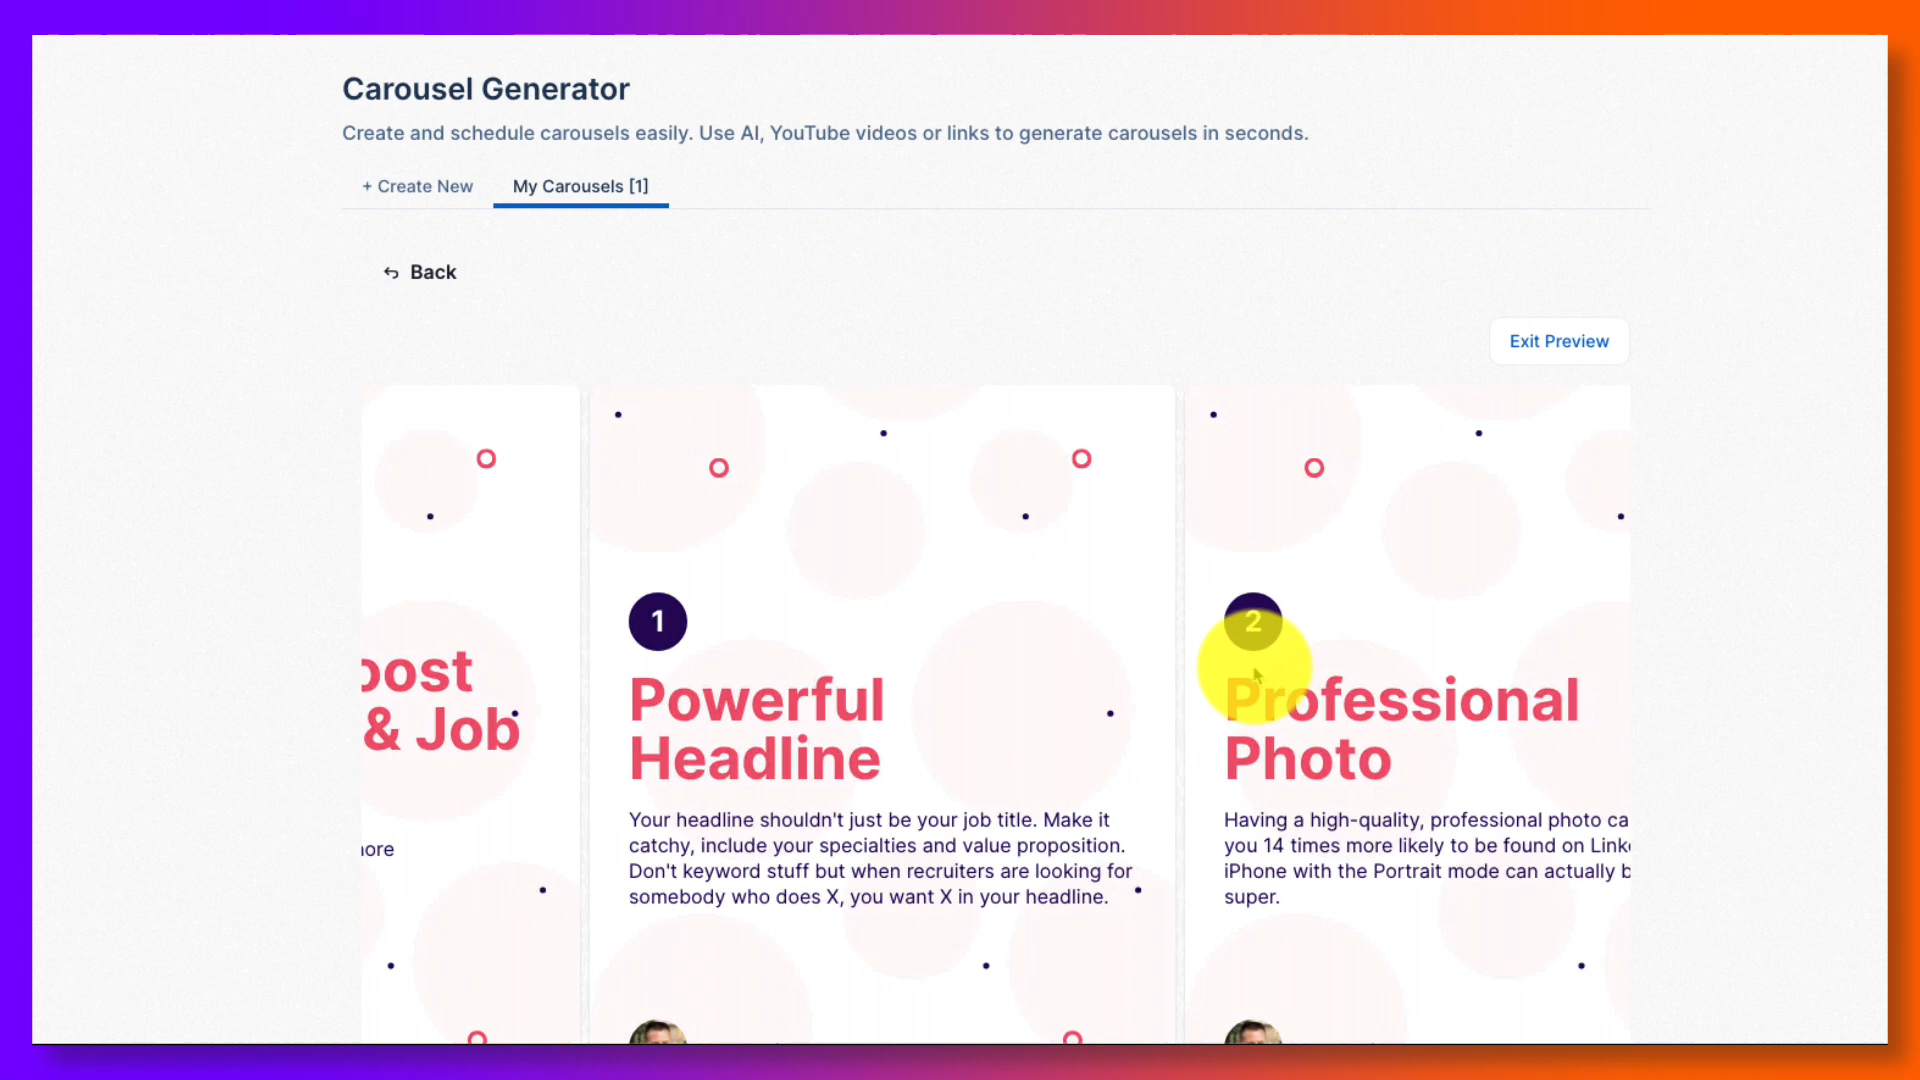 Carousel Generator
Create and schedule carousels easily. Use AI, YouTube videos or links to generate carousels in seconds.
+ Create New
My Carousels [1]
Back
Exit Preview
& Job
1
Powerful
Headline
Your headline shouldn't just be your job title. Make it
catchy, include your specialties and value proposition.
Don't keyword stuff but when recruiters are looking for
somebody who does X, you want X in your headline.
2
Professional
Photo
Having a high-quality, professional photo
you 14 times more likely to be found on
iPhone with the Portrait mode can actually
super.